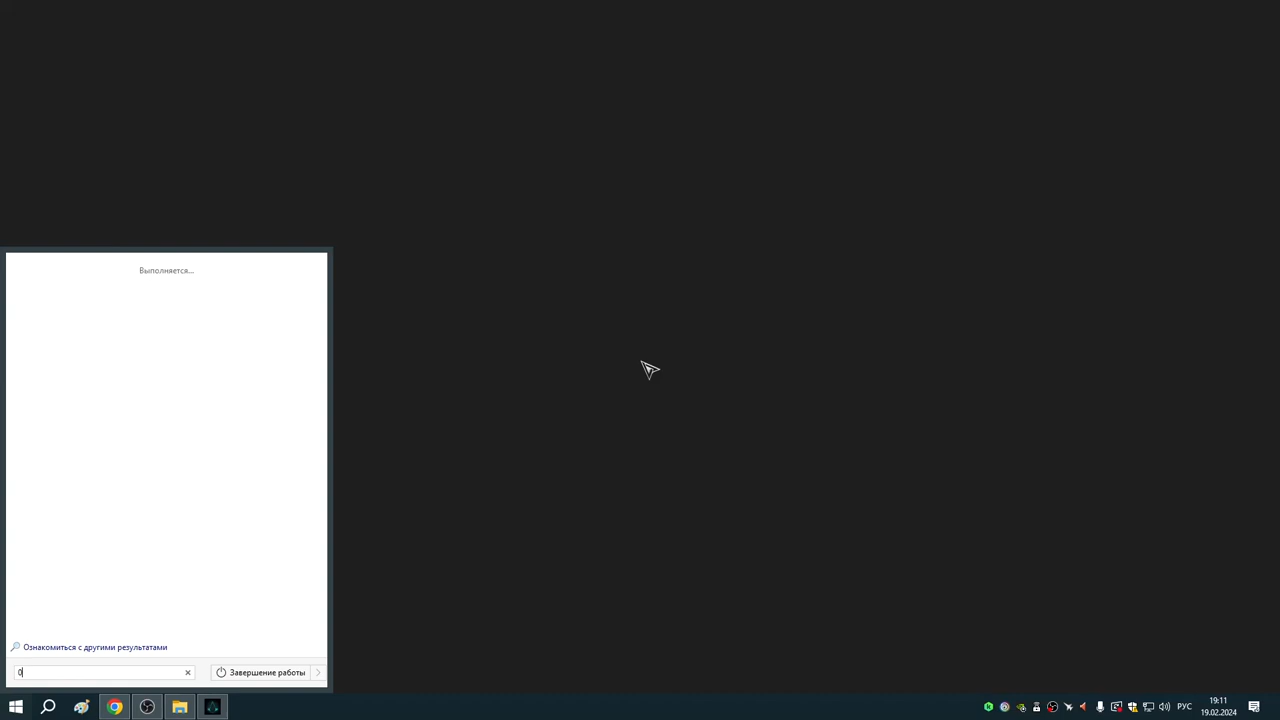 Выполняется...
Ознакомиться с другими результатами
0
Завершение работы
19:11
РУС
19.02.2024